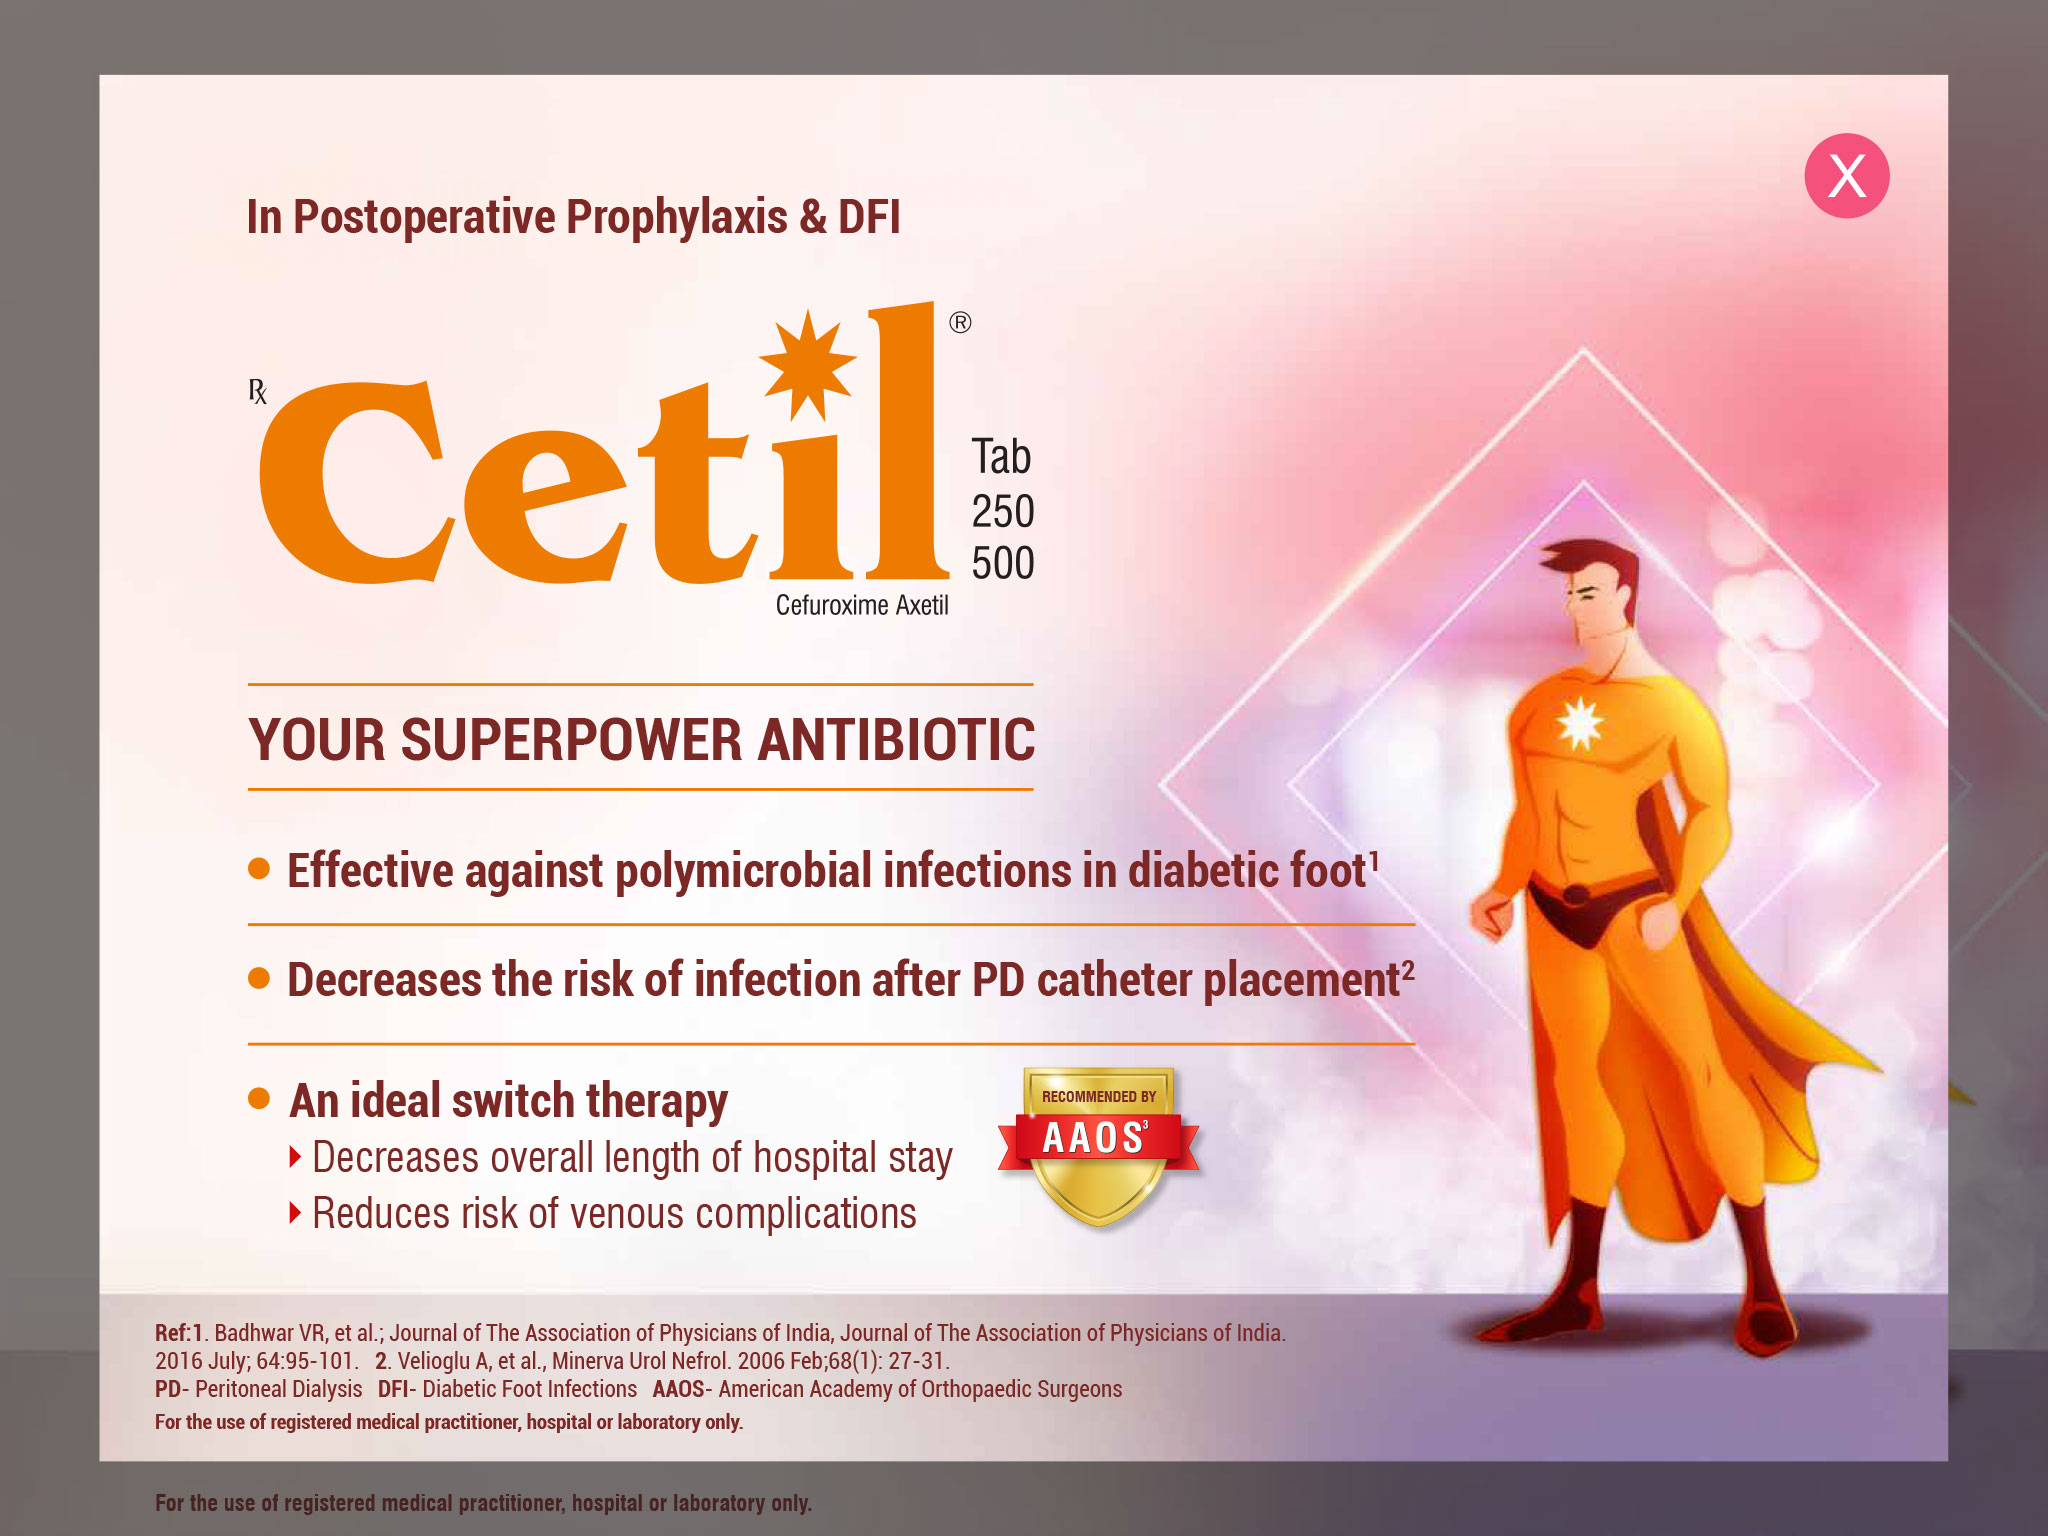 X
In Postoperative Prophylaxis & DFI
℞
Cetil®
Tab
250
500
Cefuroxime Axetil
YOUR SUPERPOWER ANTIBIOTIC
● Effective against polymicrobial infections in diabetic foot¹
● Decreases the risk of infection after PD catheter placement²
● An ideal switch therapy
Decreases overall length of hospital stay
Reduces risk of venous complications
RECOMMENDED BY
AAOS³
Ref:1. Badhwar VR, et al.; Journal of The Association of Physicians of India, Journal of The Association of Physicians of India.
2016 July; 64:95-101. 2. Velioglu A, et al., Minerva Urol Nefrol. 2006 Feb;68(1): 27-31.
PD- Peritoneal Dialysis DFI- Diabetic Foot Infections AAOS- American Academy of Orthopaedic Surgeons
For the use of registered medical practitioner, hospital or laboratory only.
For the use of registered medical practitioner, hospital or laboratory only.